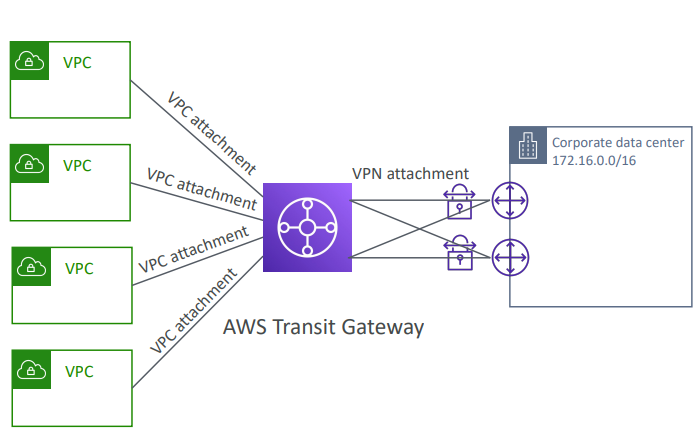 VPC
VPC attachment
VPC
VPC attachment
VPN attachment
Corporate data center
172.16.0.0/16
VPC
VPC attachment
VPC
VPC attachment
AWS Transit Gateway